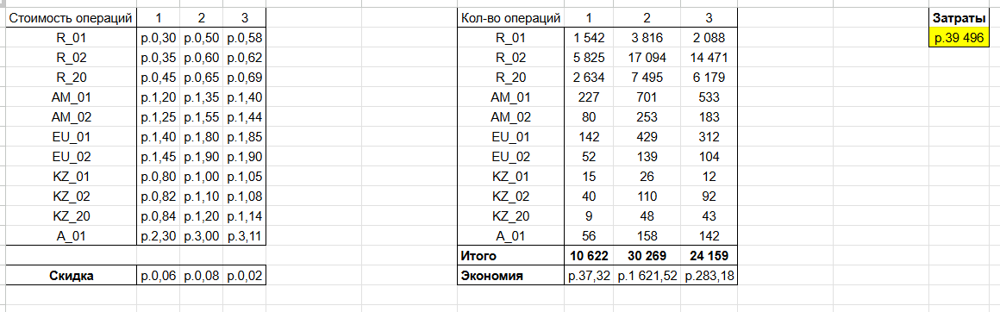 Стоимость операций 1 2 3 Кол-во операций 1 2 3 Затраты
R_01 р.0,30 р.0,50 р.0,58 R_01 1 542 3 816 2 088 р.39 496
R_02 р.0,35 р.0,60 р.0,62 R_02 5 825 17 094 14 471
R_20 р.0,45 р.0,65 р.0,69 R_20 2 634 7 495 6 179
AM_01 р.1,20 р.1,35 р.1,40 AM_01 227 701 533
AM_02 р.1,25 р.1,55 р.1,44 AM_02 80 253 183
EU_01 р.1,40 р.1,80 р.1,85 EU_01 142 429 312
EU_02 р.1,45 р.1,90 р.1,90 EU_02 52 139 104
KZ_01 р.0,80 р.1,00 р.1,05 KZ_01 15 26 12
KZ_02 р.0,82 р.1,10 р.1,08 KZ_02 40 110 92
KZ_20 р.0,84 р.1,20 р.1,14 KZ_20 9 48 43
A_01 р.2,30 р.3,00 р.3,11 A_01 56 158 142
Итого 10 622 30 269 24 159
Скидка р.0,06 р.0,08 р.0,02 Экономия р.37,32 р.1 621,52 р.283,18